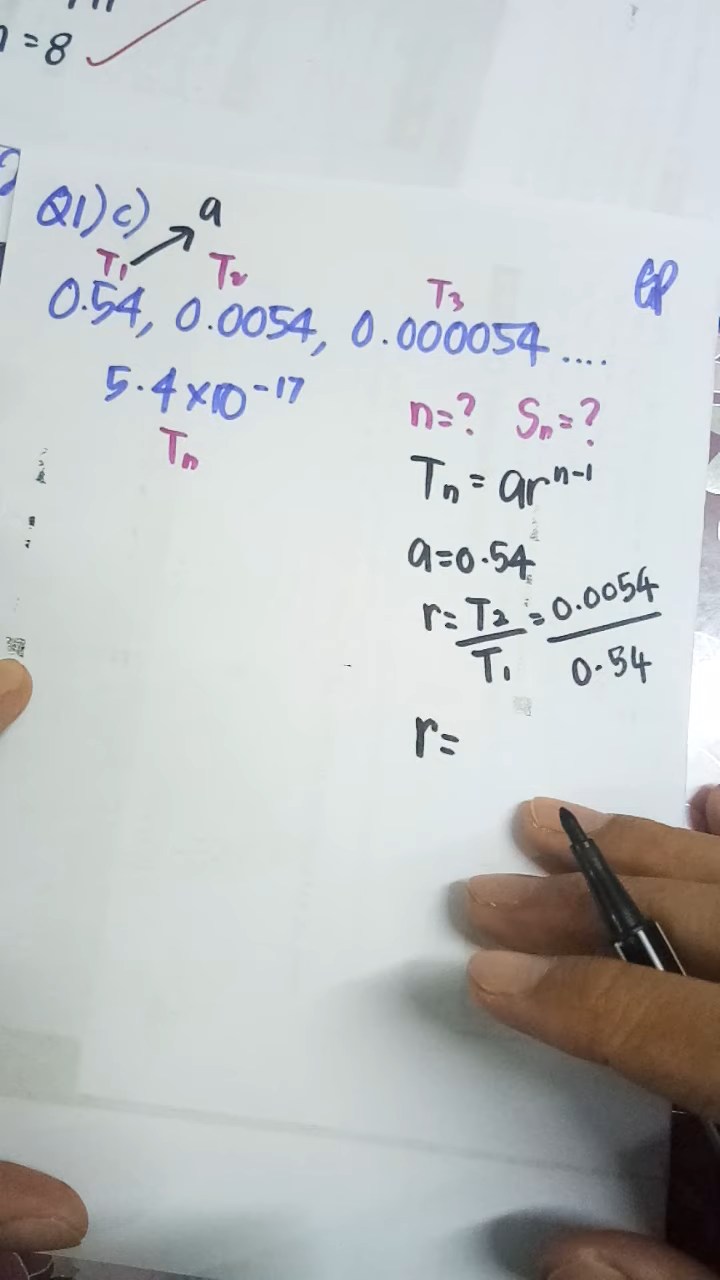 n=8
Q1)c) a
T₁ T₂ T₃ GP
0.54, 0.0054, 0.000054....
5.4×10⁻¹⁷
Tₙ
n=? Sₙ=?
Tₙ=arⁿ⁻¹
a=0.54
r=T₂/T₁=0.0054/0.54
r=